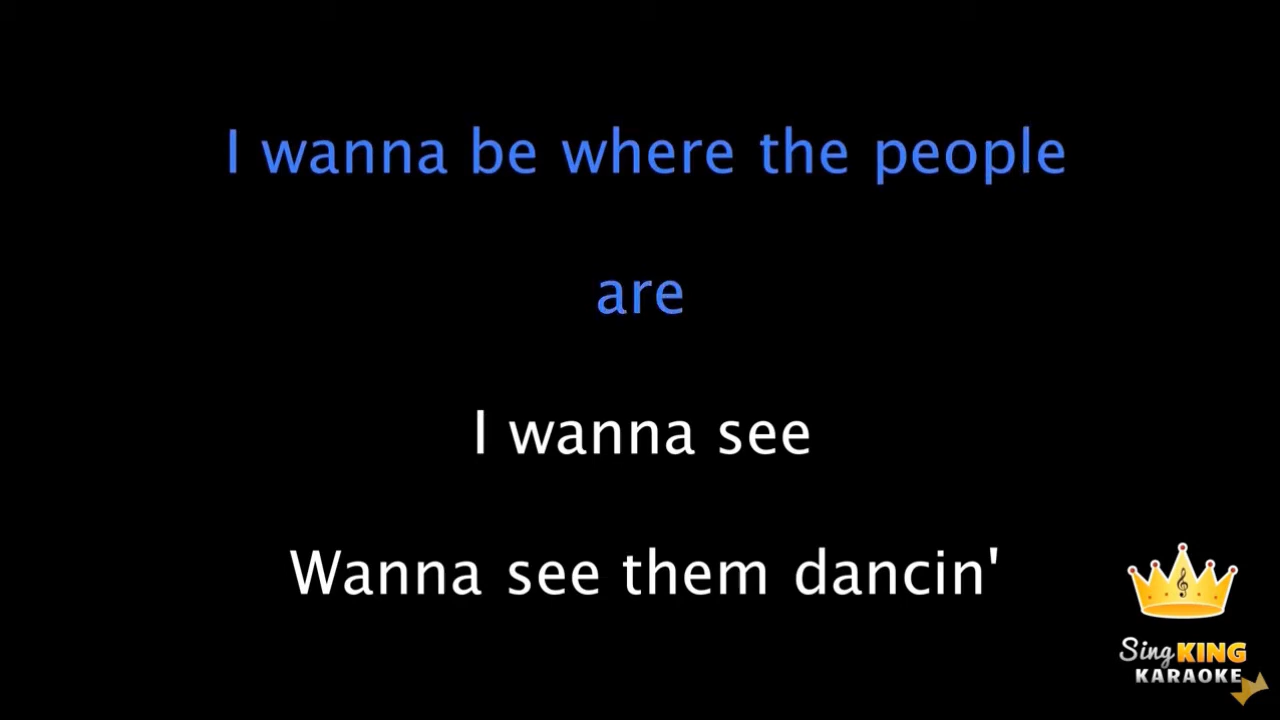 I wanna be where the people
are
I wanna see
Wanna see them dancin'
Sing KING
KARAOKE